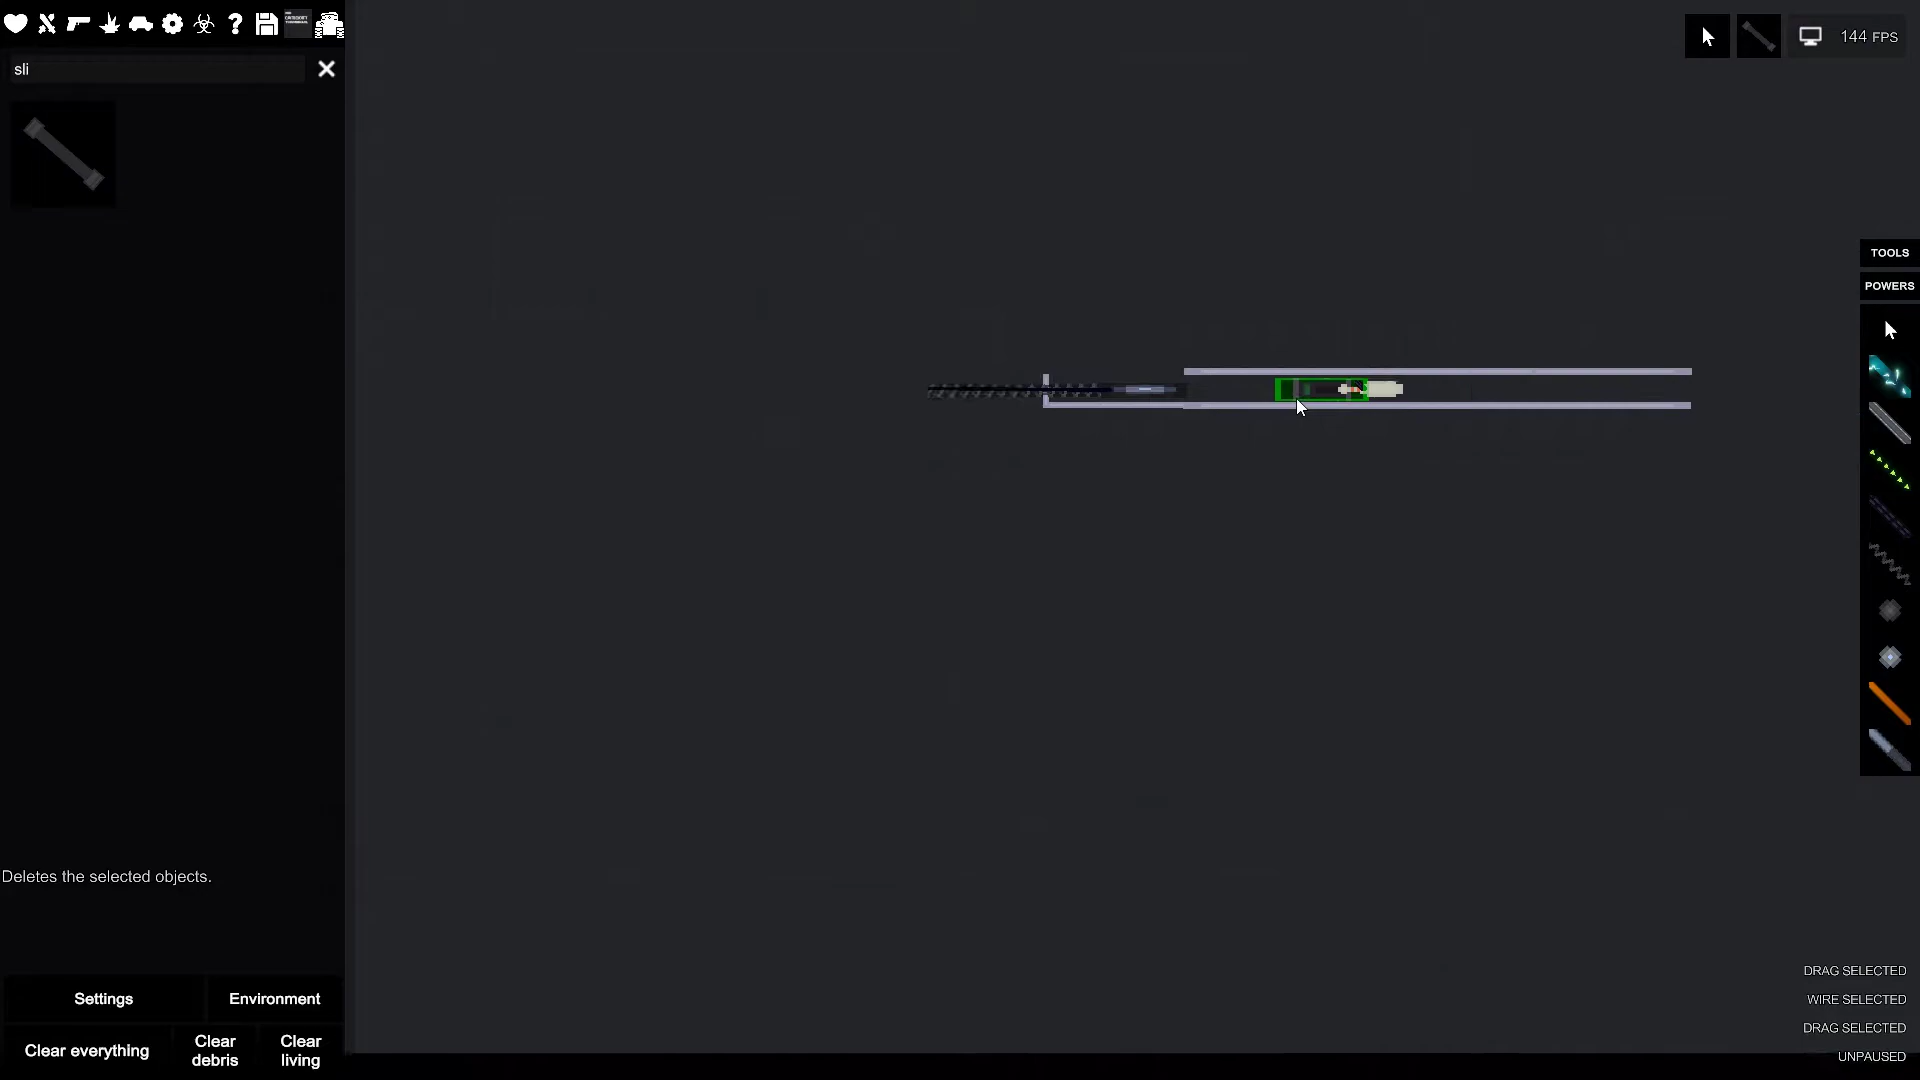 sli
144 FPS
TOOLS
POWERS
Deletes the selected objects.
Settings
Environment
Clear everything
Clear
debris
Clear
living
DRAG SELECTED
WIRE SELECTED
DRAG SELECTED
UNPAUSED